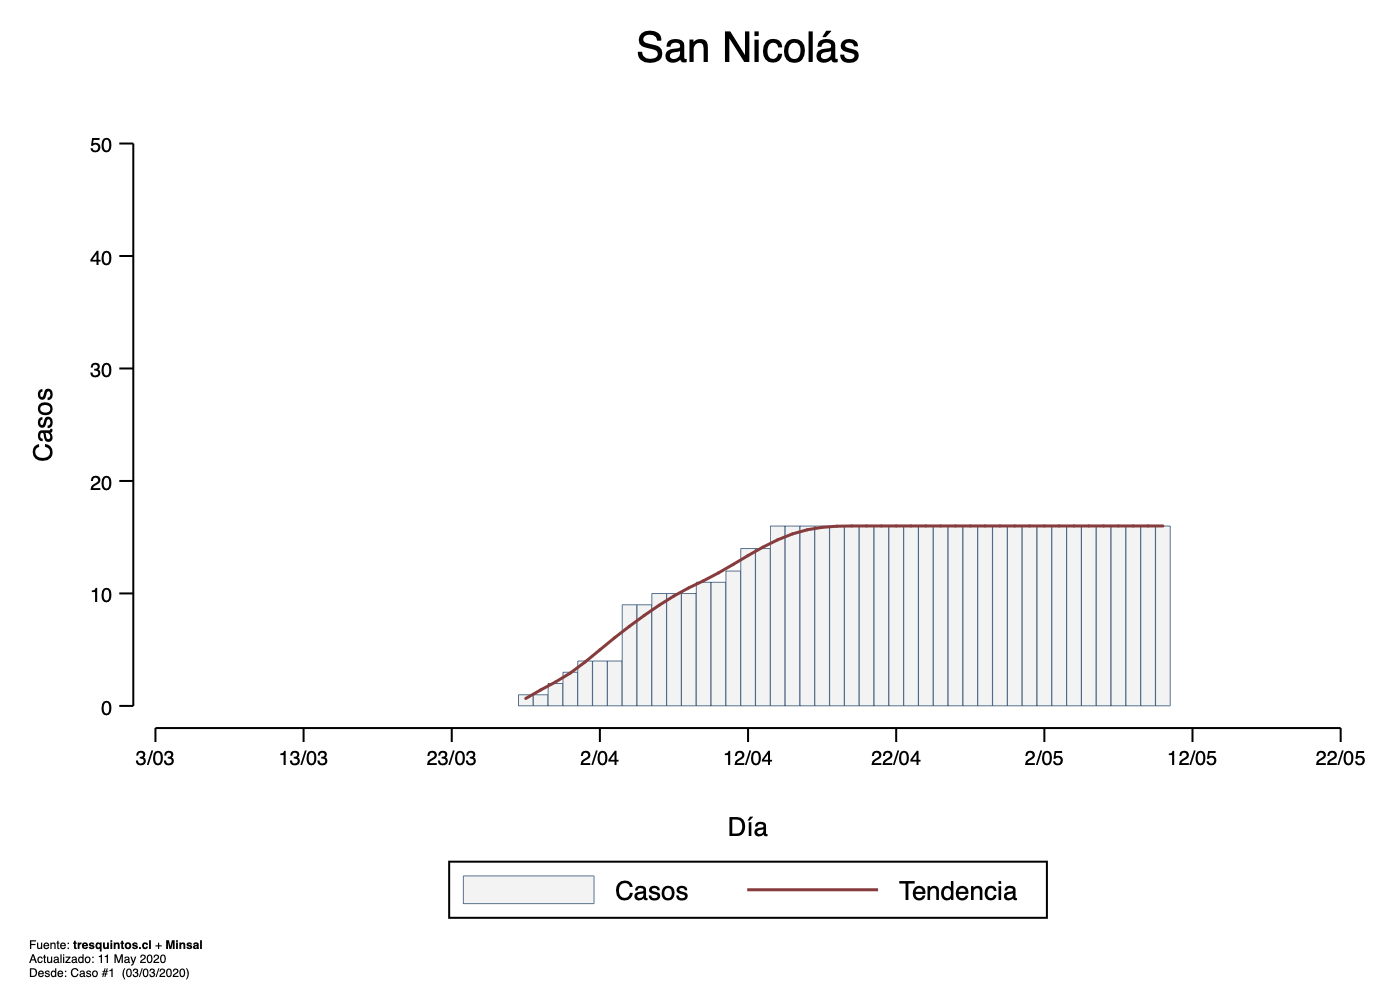 San Nicolás
50
40
30
20
10
0
Casos
3/03 13/03 23/03 2/04 12/04 22/04 2/05 12/05 22/05
Día
Casos Tendencia
Fuente: tresquintos.cl + Minsal
Actualizado: 11 May 2020
Desde: Caso #1 (03/03/2020)